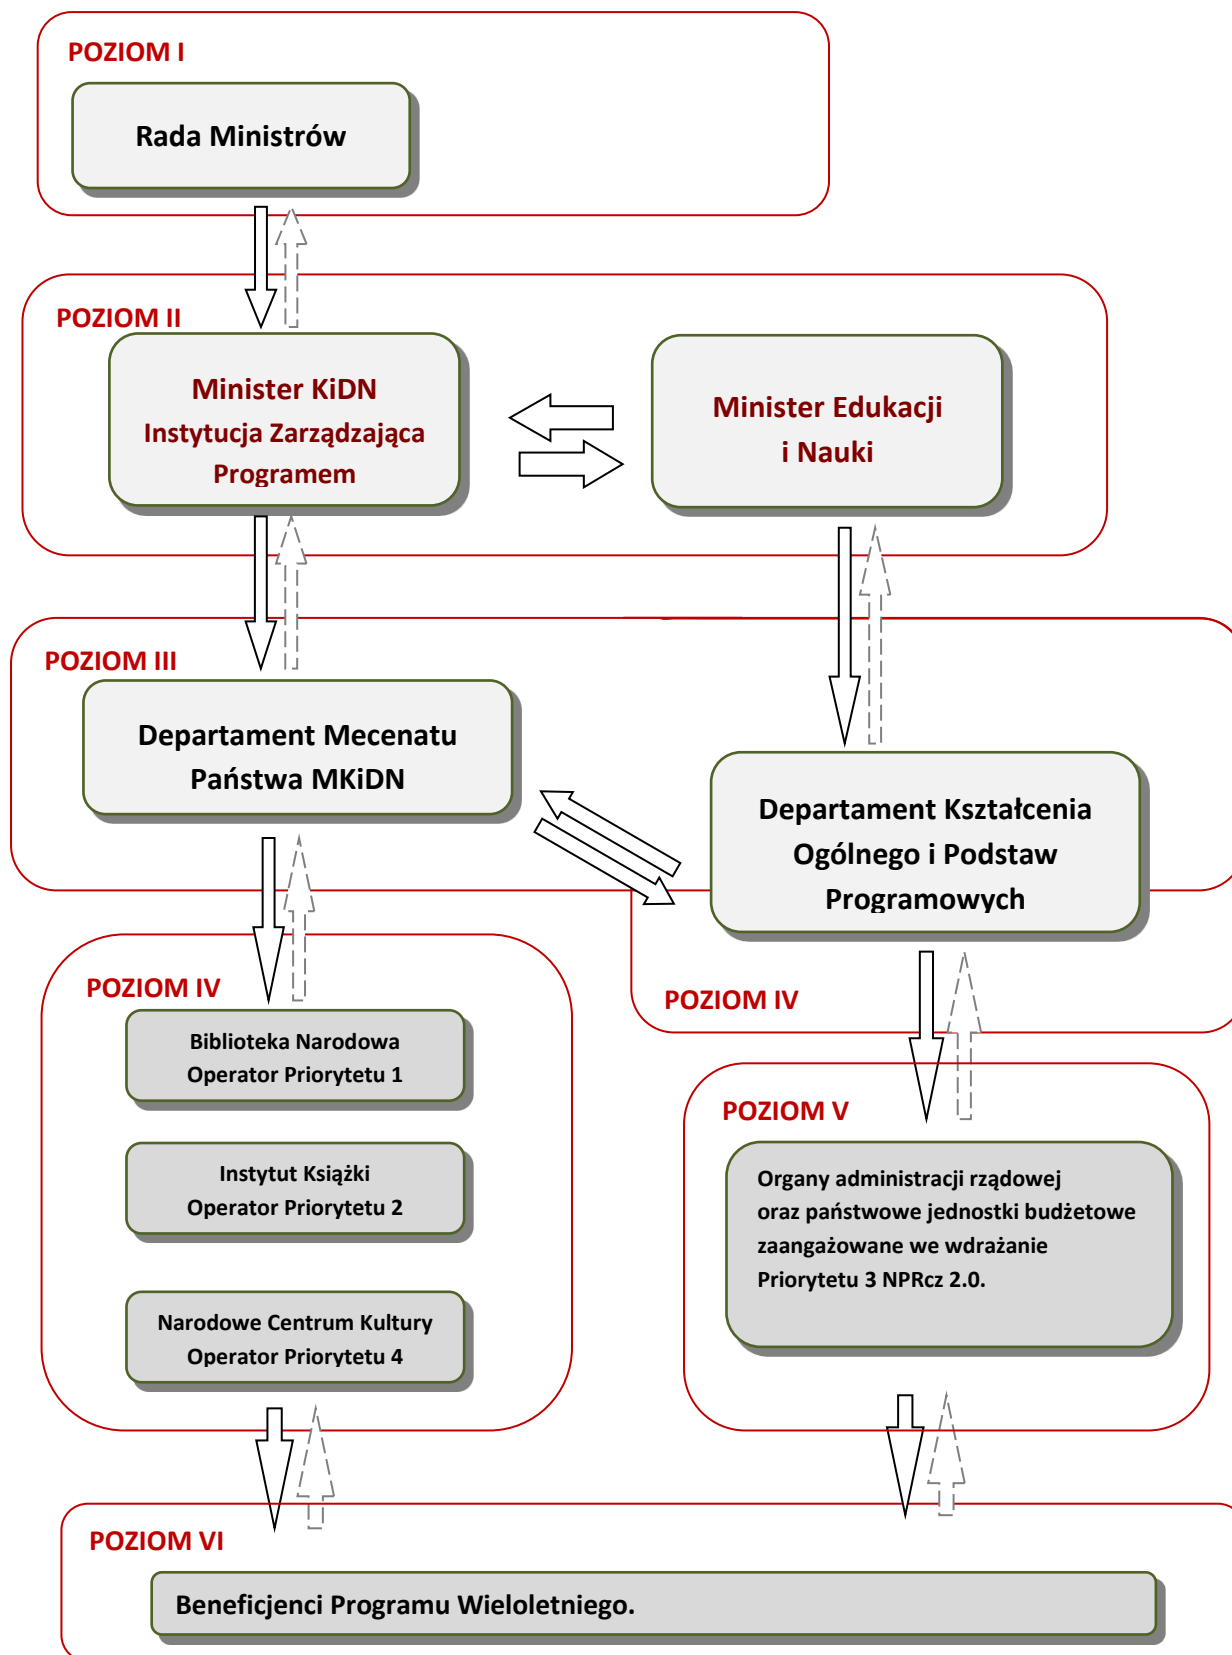 POZIOM I
Rada Ministrów
POZIOM II
Minister KiDN
Instytucja Zarządzająca
Programem
Minister Edukacji
i Nauki
POZIOM III
Departament Mecenatu
Państwa MKiDN
Departament Kształcenia
Ogólnego i Podstaw
Programowych
POZIOM IV
Biblioteka Narodowa
Operator Priorytetu 1
Instytut Książki
Operator Priorytetu 2
Narodowe Centrum Kultury
Operator Priorytetu 4
POZIOM IV
POZIOM V
Organy administracji rządowej
oraz państwowe jednostki budżetowe
zaangażowane we wdrażanie
Priorytetu 3 NPRcz 2.0.
POZIOM VI
Beneficjenci Programu Wieloletniego.